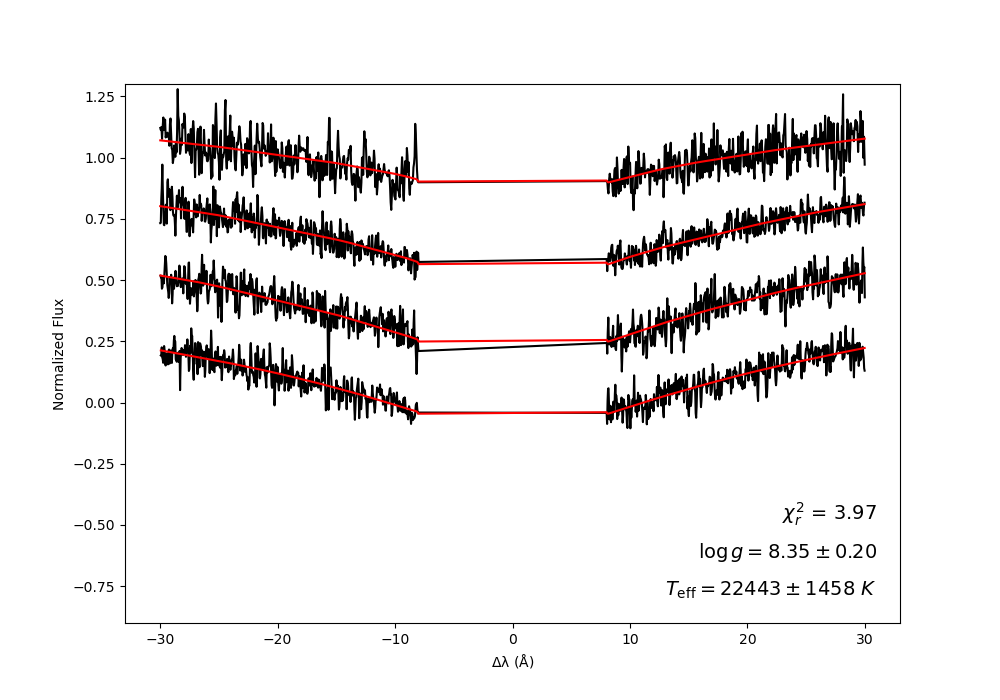 1.25
1.00
0.75
0.50
0.25
0.00
−0.25
−0.50
−0.75
Normalized Flux
χ²ᵣ = 3.97
log g = 8.35 ± 0.20
T_eff = 22443 ± 1458 K
−30 −20 −10 0 10 20 30
Δλ (Å)